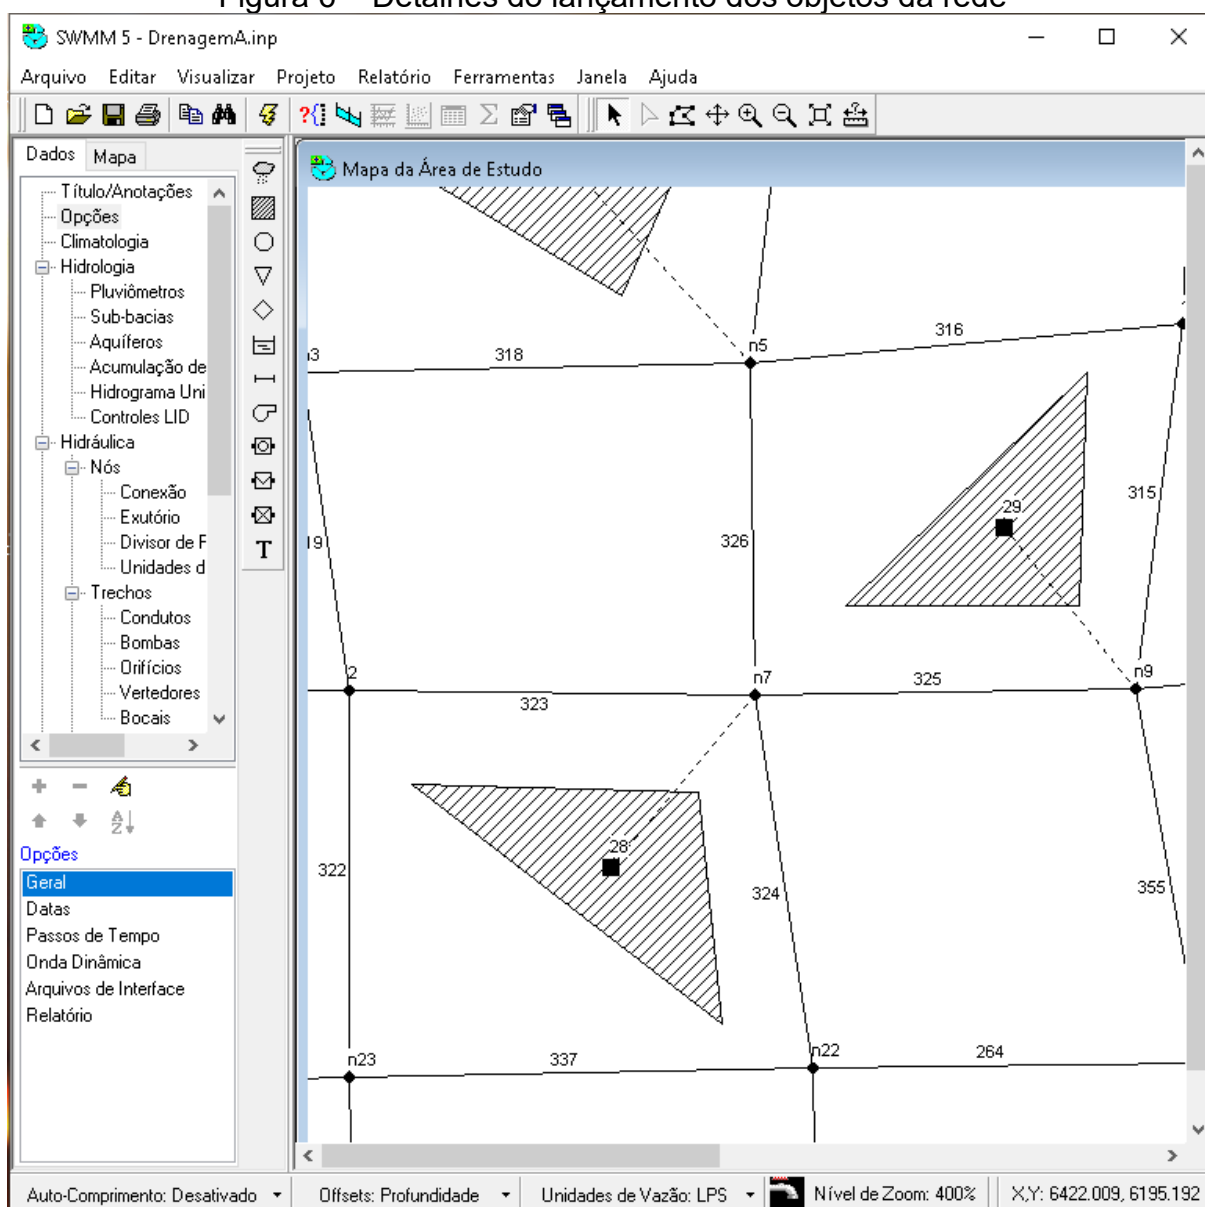 Figura 6 – Detalhes do lançamento dos objetos da rede
SWMM 5 - DrenagemA.inp
Arquivo Editar Visualizar Projeto Relatório Ferramentas Janela Ajuda
Dados Mapa
Título/Anotações
Opções
Climatologia
Hidrologia
Pluviômetros
Sub-bacias
Aquíferos
Acumulação de
Hidrograma Uni
Controles LID
Hidráulica
Nós
Conexão
Exutório
Divisor de F
Unidades d
Trechos
Condutos
Bombas
Orifícios
Vertedores
Bocais
Opções
Geral
Datas
Passos de Tempo
Onda Dinâmica
Arquivos de Interface
Relatório
T
Mapa da Área de Estudo
316
n5
318
n3
29
315
326
19
2
n7
325
n9
323
28
322
324
355
n23
337
n22
264
Auto-Comprimento: Desativado Offsets: Profundidade Unidades de Vazão: LPS Nível de Zoom: 400% X,Y: 6422.009, 6195.192